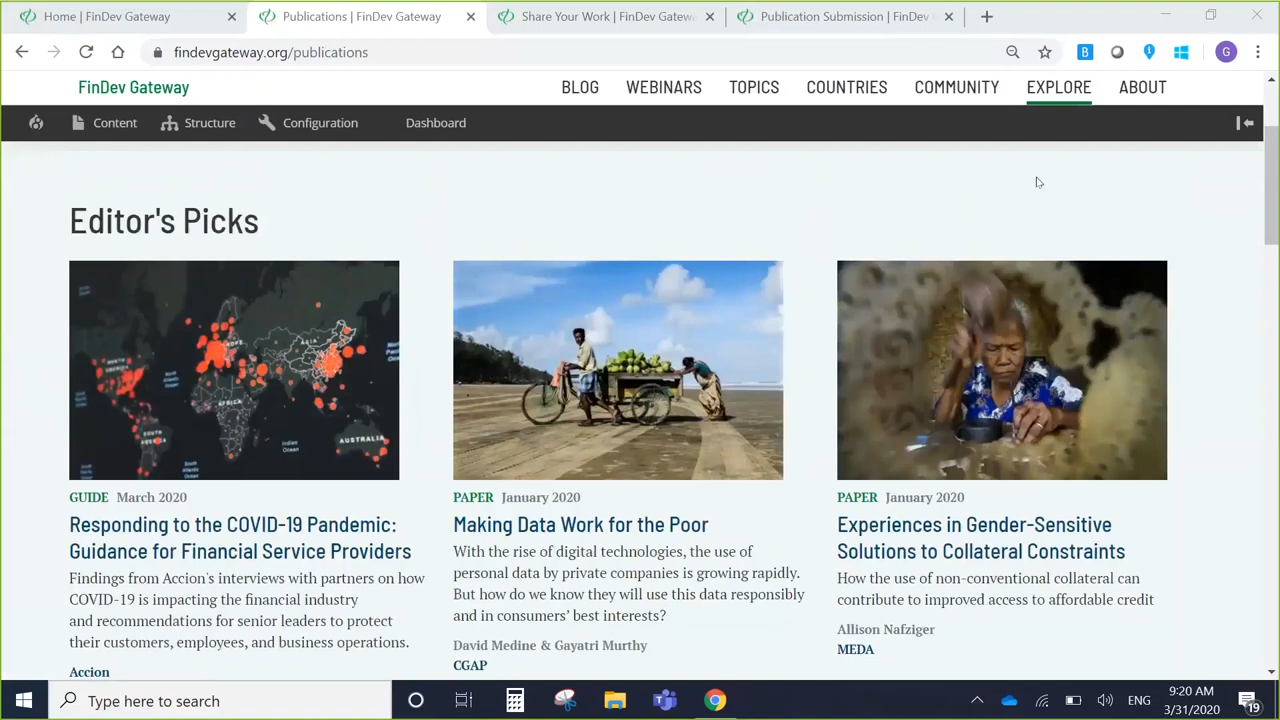 Home | FinDev Gateway
Publications | FinDev Gateway
Share Your Work | FinDev Gatewa
Publication Submission | FinDev
findevgateway.org/publications
B
G
FinDev Gateway
BLOG WEBINARS TOPICS COUNTRIES COMMUNITY EXPLORE ABOUT
Content Structure Configuration Dashboard
Editor's Picks
AFRICA
ASIA
AUSTRALIA
Indian
Ocean
GUIDE March 2020
Responding to the COVID-19 Pandemic:
Guidance for Financial Service Providers
Findings from Accion's interviews with partners on how
COVID-19 is impacting the financial industry
and recommendations for senior leaders to protect
their customers, employees, and business operations.
Accion
PAPER January 2020
Making Data Work for the Poor
With the rise of digital technologies, the use of
personal data by private companies is growing rapidly.
But how do we know they will use this data responsibly
and in consumers’ best interests?
David Medine & Gayatri Murthy
CGAP
PAPER January 2020
Experiences in Gender-Sensitive
Solutions to Collateral Constraints
How the use of non-conventional collateral can
contribute to improved access to affordable credit
Allison Nafziger
MEDA
Type here to search
ENG
9:20 AM
3/31/2020
19